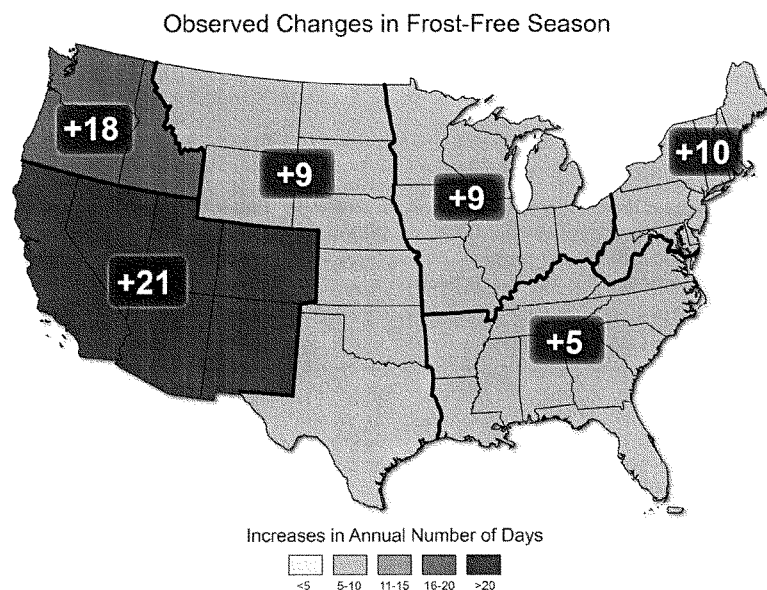 Observed Changes in Frost-Free Season
+18
+9
+9
+10
+21
+5
Increases in Annual Number of Days
<5 5-10 11-15 16-20 >20